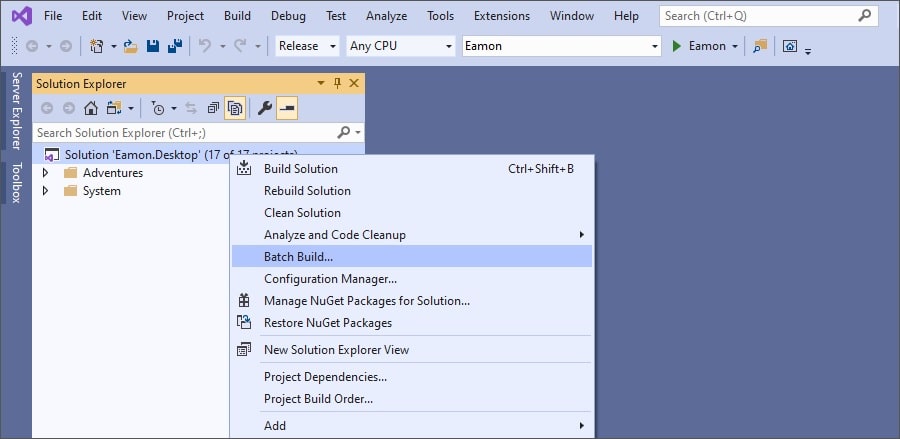 File Edit View Project Build Debug Test Analyze Tools Extensions Window Help Search (Ctrl+Q)
Release Any CPU Eamon Eamon
Server Explorer
Toolbox
Solution Explorer
Search Solution Explorer (Ctrl+;)
Solution 'Eamon.Desktop' (17 of 17 projects)
Adventures
System
Build Solution Ctrl+Shift+B
Rebuild Solution
Clean Solution
Analyze and Code Cleanup
Batch Build...
Configuration Manager...
Manage NuGet Packages for Solution...
Restore NuGet Packages
New Solution Explorer View
Project Dependencies...
Project Build Order...
Add